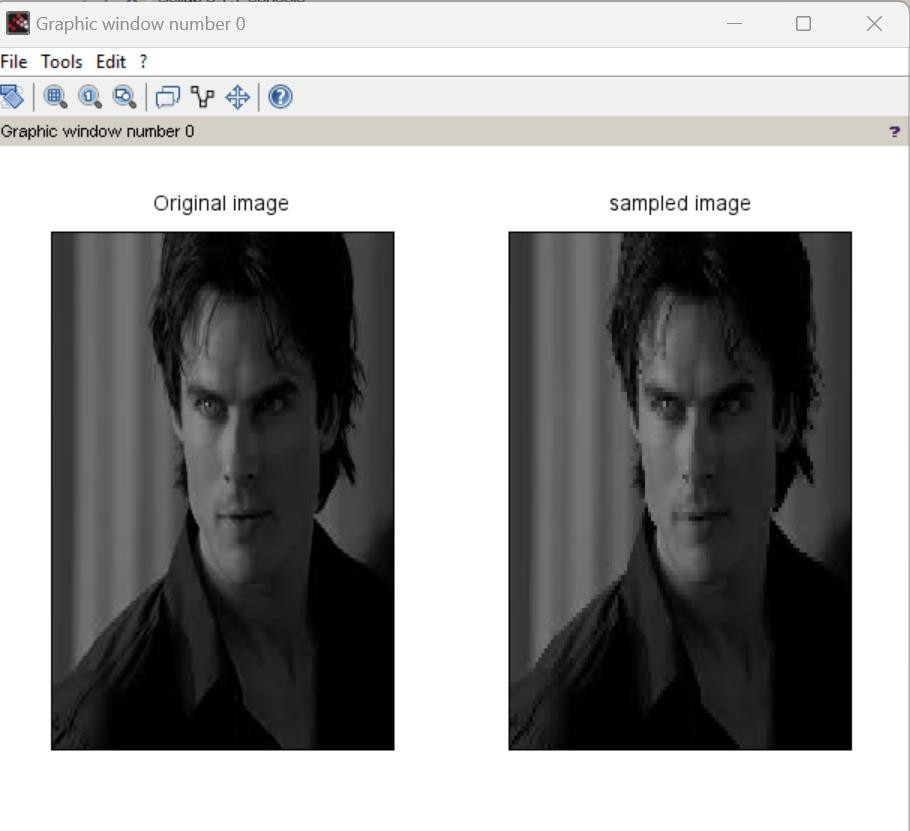 Graphic window number 0
File Tools Edit ?
Graphic window number 0 ?
Original image sampled image